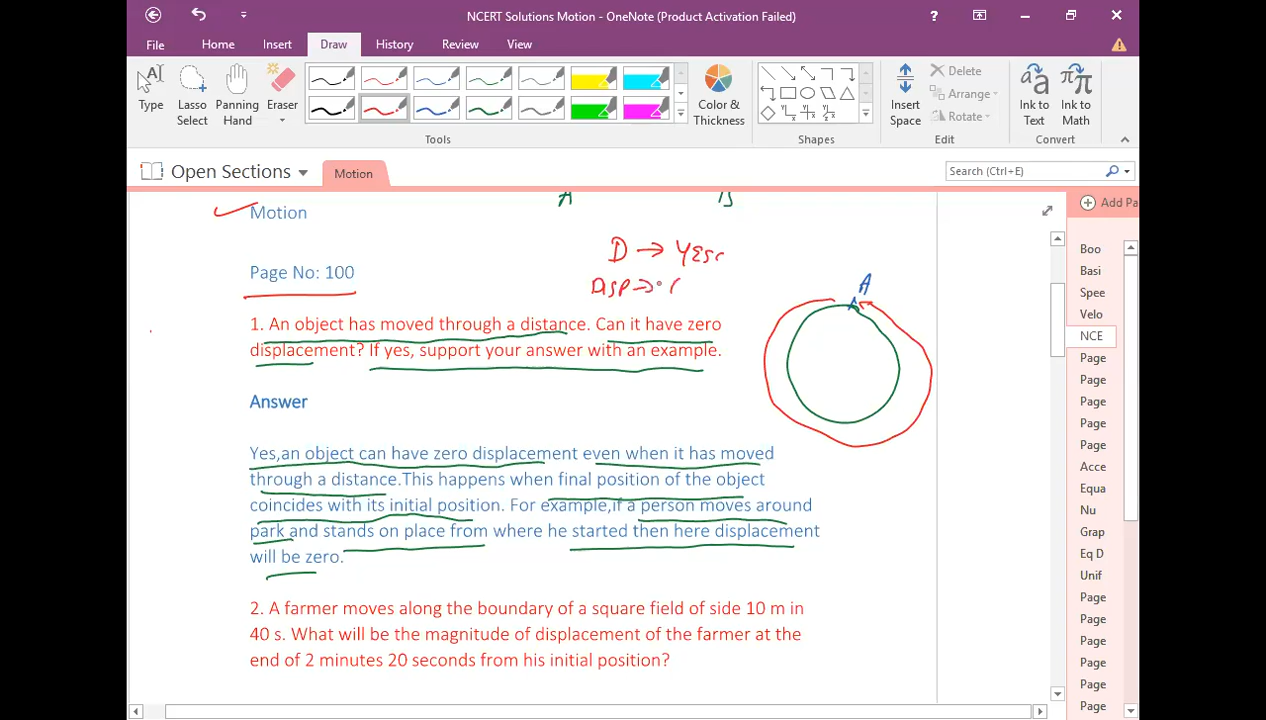 NCERT Solutions Motion - OneNote (Product Activation Failed)
?
File Home Insert Draw History Review View
Type
Lasso Select
Panning Hand
Eraser
Tools
Color & Thickness
Shapes
Insert Space
Delete
Arrange
Rotate
Edit
Ink to Text
Ink to Math
Convert
Open Sections
Motion
Search (Ctrl+E)
Add Pa
A
Motion
D → YES
Page No: 100
DISP →
A
1. An object has moved through a distance. Can it have zero
displacement? If yes, support your answer with an example.
Answer
Yes,an object can have zero displacement even when it has moved
through a distance.This happens when final position of the object
coincides with its initial position. For example,if a person moves around
park and stands on place from where he started then here displacement
will be zero.
2. A farmer moves along the boundary of a square field of side 10 m in
40 s. What will be the magnitude of displacement of the farmer at the
end of 2 minutes 20 seconds from his initial position?
Boo
Basi
Spee
Velo
NCE
Page
Page
Page
Page
Page
Acce
Equa
Nu
Grap
Eq D
Unif
Page
Page
Page
Page
Page
Page